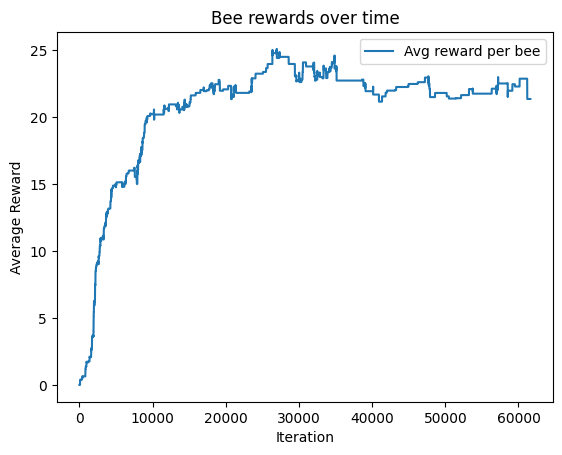 Bee rewards over time
Avg reward per bee
Average Reward
25
20
15
10
5
0
0 10000 20000 30000 40000 50000 60000
Iteration